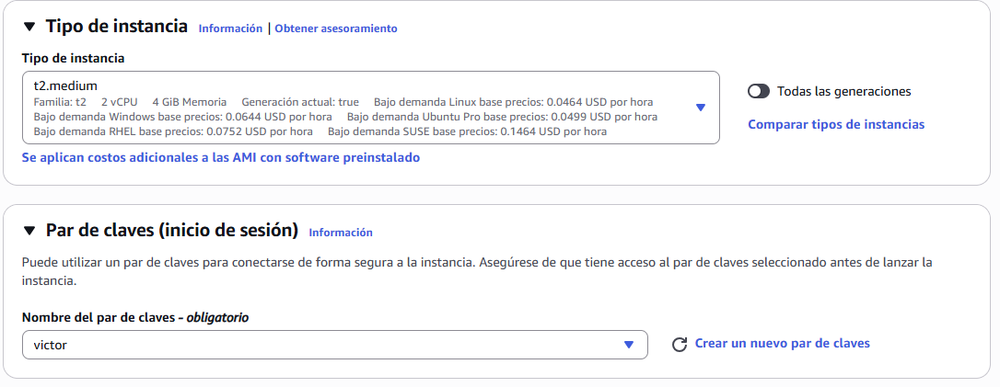 Tipo de instancia Información | Obtener asesoramiento
Tipo de instancia
t2.medium
Familia: t2 2 vCPU 4 GiB Memoria Generación actual: true Bajo demanda Linux base precios: 0.0464 USD por hora
Bajo demanda Windows base precios: 0.0644 USD por hora Bajo demanda Ubuntu Pro base precios: 0.0499 USD por hora
Bajo demanda RHEL base precios: 0.0752 USD por hora Bajo demanda SUSE base precios: 0.1464 USD por hora
Todas las generaciones
Comparar tipos de instancias
Se aplican costos adicionales a las AMI con software preinstalado
Par de claves (inicio de sesión) Información
Puede utilizar un par de claves para conectarse de forma segura a la instancia. Asegúrese de que tiene acceso al par de claves seleccionado antes de lanzar la
instancia.
Nombre del par de claves - obligatorio
victor
Crear un nuevo par de claves